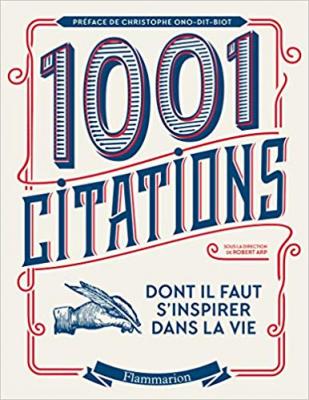 PRÉFACE DE CHRISTOPHE ONO-DIT-BIOT
1001
CITATIONS
SOUS LA DIRECTION
DE ROBERT ARP
DONT IL FAUT
S'INSPIRER
DANS LA VIE
Flammarion